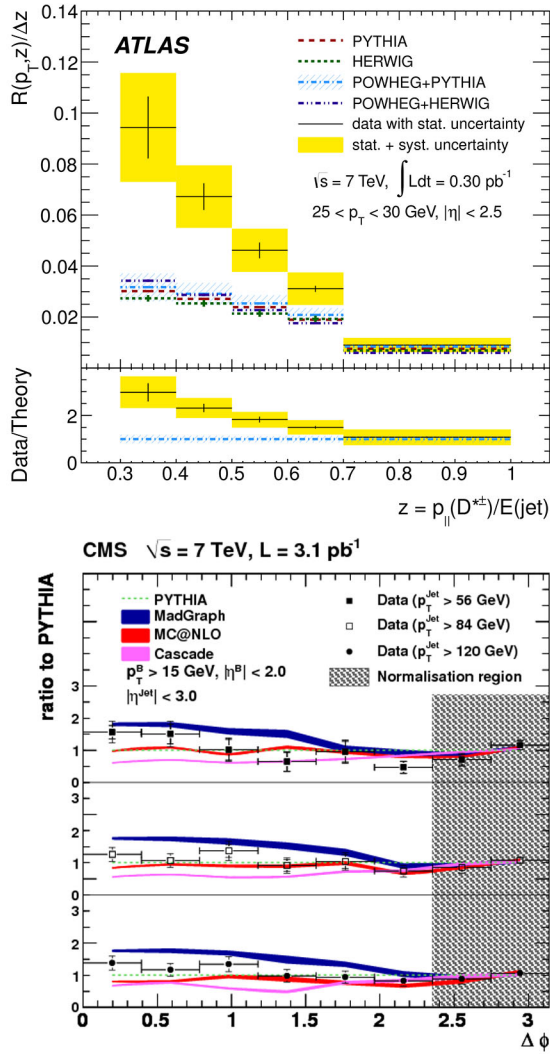 R(p_T,z)/Δz
0.14
0.12
0.1
0.08
0.06
0.04
0.02
ATLAS
PYTHIA
HERWIG
POWHEG+PYTHIA
POWHEG+HERWIG
data with stat. uncertainty
stat. + syst. uncertainty
√s = 7 TeV, ∫Ldt = 0.30 pb⁻¹
25 < p_T < 30 GeV, |η| < 2.5
Data/Theory
2
0
0.3 0.4 0.5 0.6 0.7 0.8 0.9 1
z = p_||(D*±)/E(jet)
CMS √s = 7 TeV, L = 3.1 pb⁻¹
ratio to PYTHIA
PYTHIA
MadGraph
MC@NLO
Cascade
p_T^B > 15 GeV, |η^B| < 2.0
|η^Jet| < 3.0
Data (p_T^Jet > 56 GeV)
Data (p_T^Jet > 84 GeV)
Data (p_T^Jet > 120 GeV)
Normalisation region
2
1
0
2
1
0
2
1
0
0 0.5 1 1.5 2 2.5 3
Δ ϕ